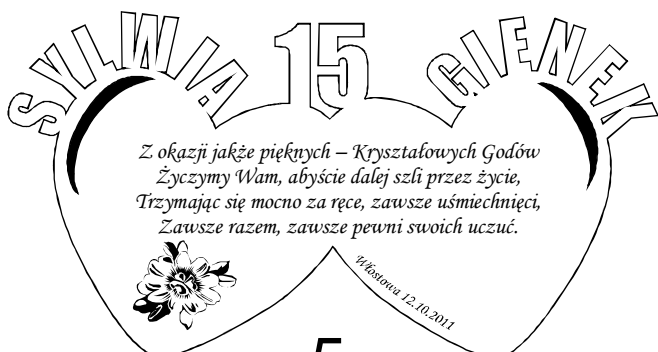 SYLWIA 15 GIENEK
Z okazji jakże pięknych – Kryształowych Godów
Życzymy Wam, abyście dalej szli przez życie,
Trzymając się mocno za ręce, zawsze uśmiechnięci,
Zawsze razem, zawsze pewni swoich uczuć.
Włostowa 12.10.2011